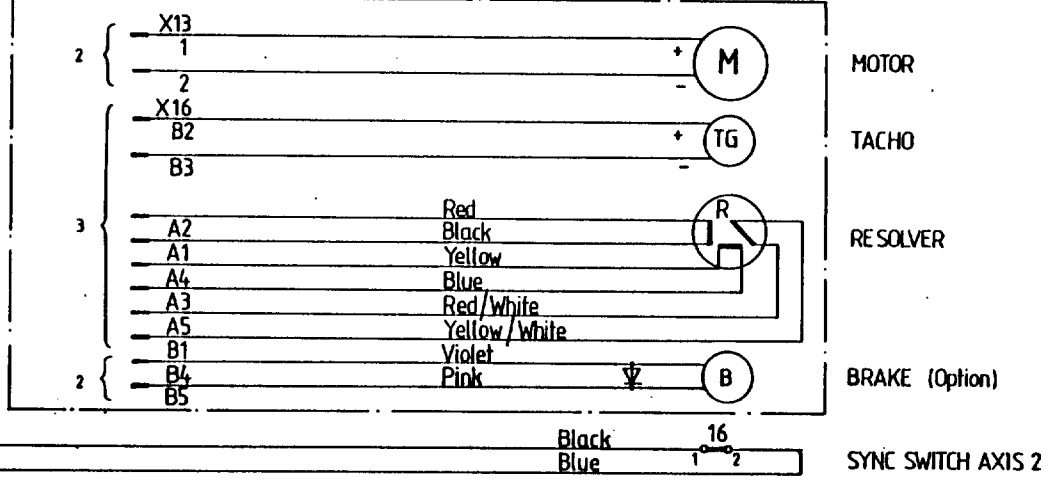 X13
2 1 + M MOTOR
2 -
X16
B2 + TG TACHO
B3 -
3 Red R
A2 Black RESOLVER
A1 Yellow
A4 Blue
A3 Red/White
A5 Yellow/White
B1 Violet
2 B4 Pink B BRAKE (Option)
B5
Black 16
Blue 1 2 SYNC SWITCH AXIS 2